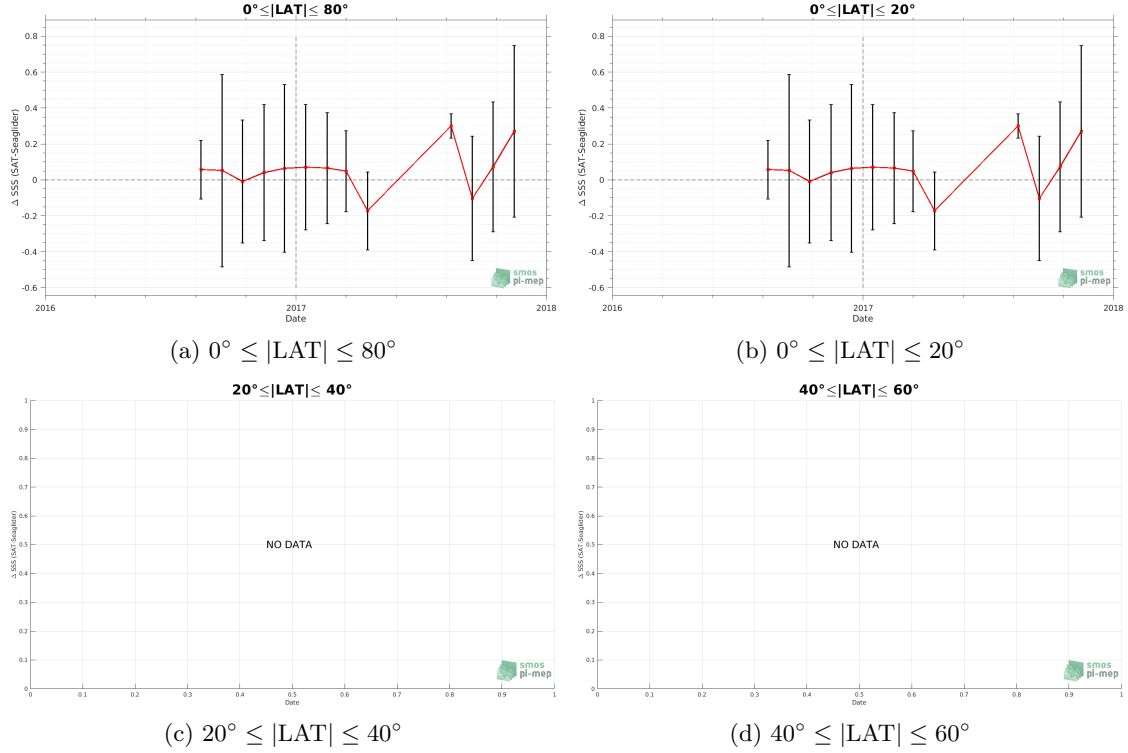 0°≤|LAT|≤ 80°
Δ SSS (SAT-Seaglider)
0.8
0.6
0.4
0.2
0
-0.2
-0.4
-0.6
2016
2017
2018
Date
smos
pi-mep
(a) 0° ≤ |LAT| ≤ 80°
0°≤|LAT|≤ 20°
Δ SSS (SAT-Seaglider)
0.8
0.6
0.4
0.2
0
-0.2
-0.4
-0.6
2016
2017
2018
Date
smos
pi-mep
(b) 0° ≤ |LAT| ≤ 20°
20°≤|LAT|≤ 40°
Δ SSS (SAT-Seaglider)
1
0.9
0.8
0.7
0.6
0.5
0.4
0.3
0.2
0.1
0
NO DATA
0 0.1 0.2 0.3 0.4 0.5 0.6 0.7 0.8 0.9 1
Date
smos
pi-mep
(c) 20° ≤ |LAT| ≤ 40°
40°≤|LAT|≤ 60°
Δ SSS (SAT-Seaglider)
1
0.9
0.8
0.7
0.6
0.5
0.4
0.3
0.2
0.1
0
NO DATA
0 0.1 0.2 0.3 0.4 0.5 0.6 0.7 0.8 0.9 1
Date
smos
pi-mep
(d) 40° ≤ |LAT| ≤ 60°